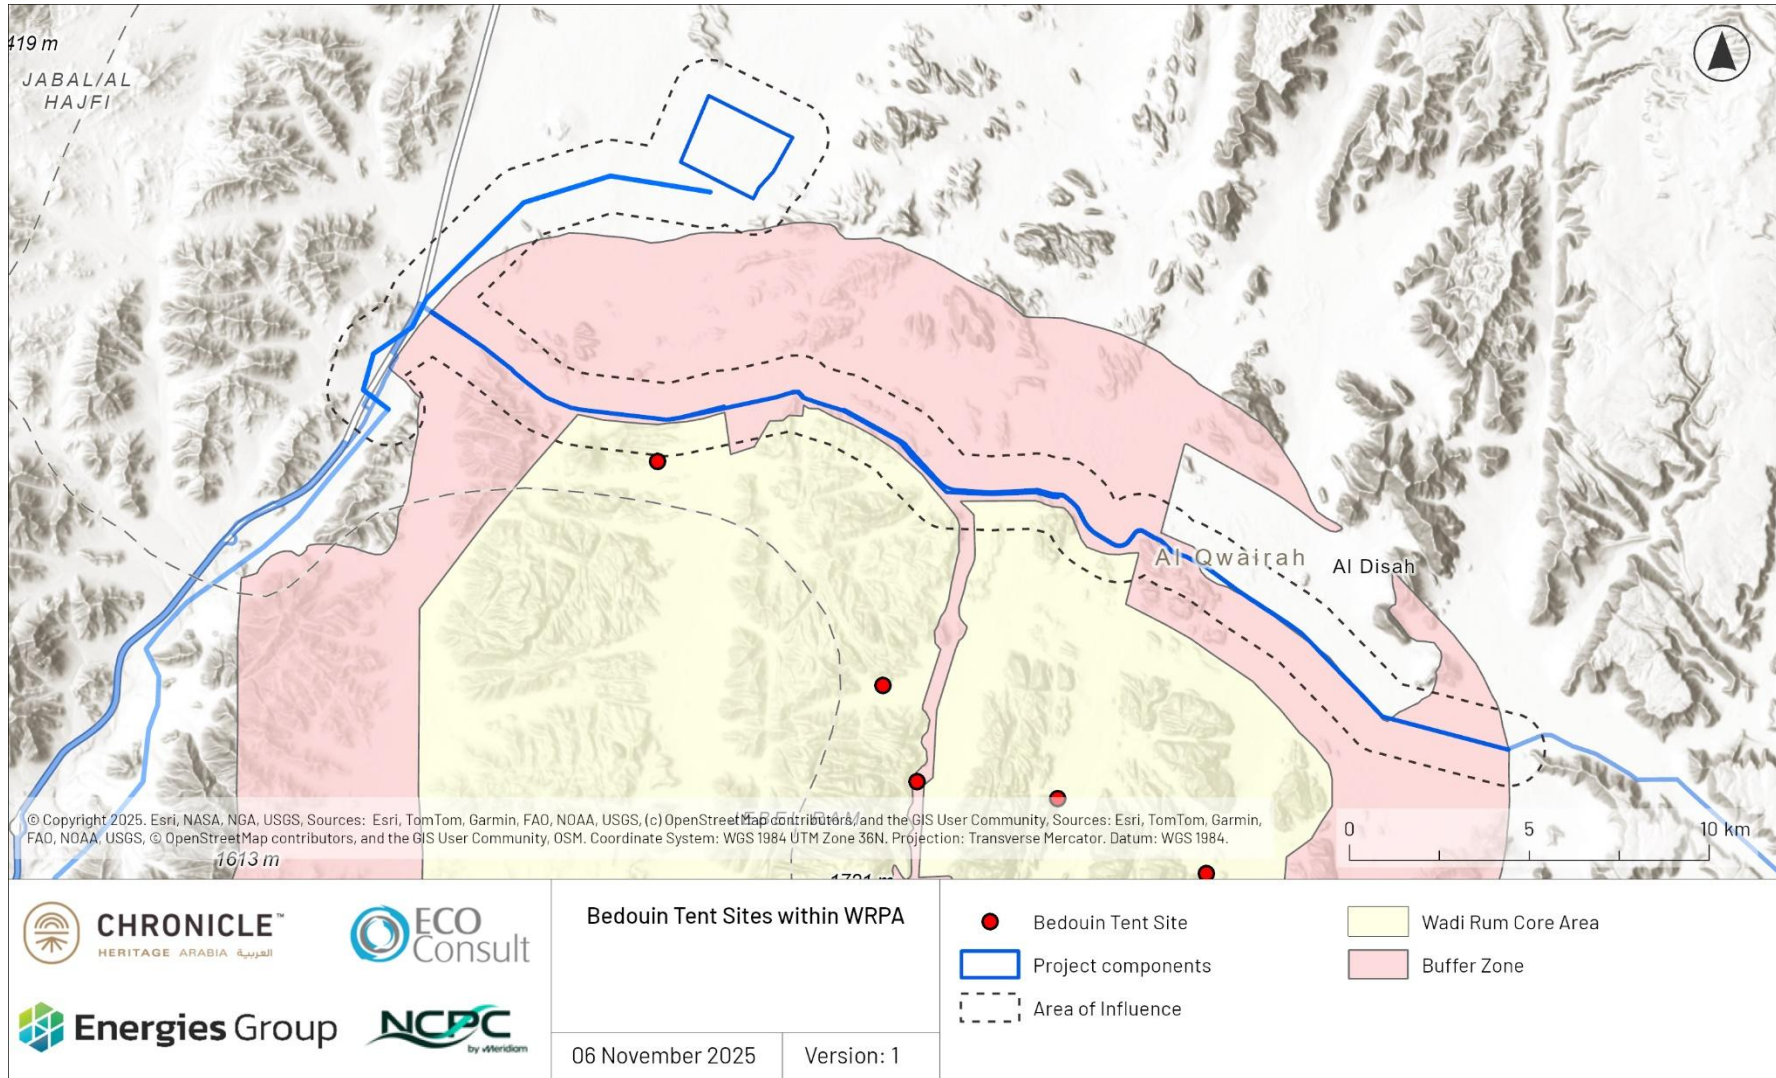 419 m
JABAL/AL
HAJFI
Al Qwairah
Al Disah
JEBEL RAM
© Copyright 2025. Esri, NASA, NGA, USGS, Sources: Esri, TomTom, Garmin, FAO, NOAA, USGS, (c) OpenStreetMap contributors, and the GIS User Community, Sources: Esri, TomTom, Garmin,
FAO, NOAA, USGS, © OpenStreetMap contributors, and the GIS User Community, OSM. Coordinate System: WGS 1984 UTM Zone 36N. Projection: Transverse Mercator. Datum: WGS 1984.
0 5 10 km
1613 m
CHRONICLE™
HERITAGE ARABIA العربية
ECO
Consult
Energies Group
NCPC
by Meridiam
Bedouin Tent Sites within WRPA
06 November 2025
Version: 1
Bedouin Tent Site
Project components
Area of Influence
Wadi Rum Core Area
Buffer Zone